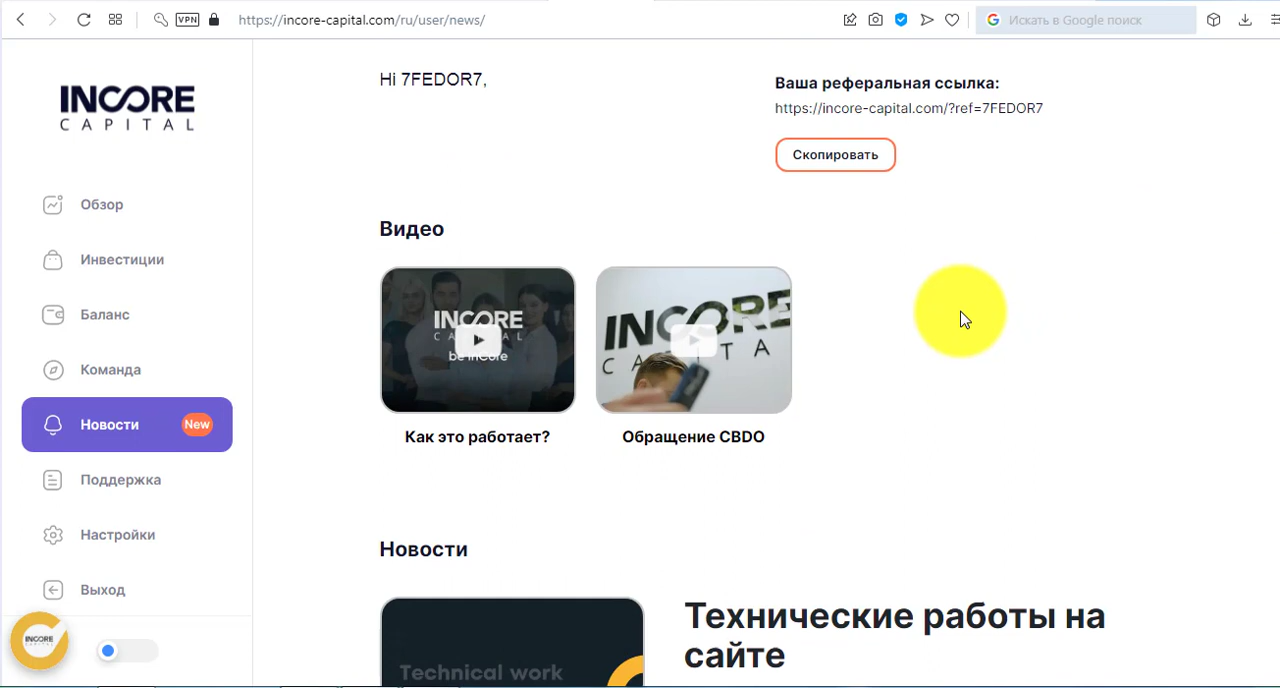 VPN
https://incore-capital.com/ru/user/news/
Искать в Google поиск
INCORE
CAPITAL
Обзор
Инвестиции
Баланс
Команда
Новости New
Поддержка
Настройки
Выход
INCORE
CAPITAL
Hi 7FEDOR7,
Ваша реферальная ссылка:
https://incore-capital.com/?ref=7FEDOR7
Скопировать
Видео
INCORE
be InCore
Как это работает?
INCORE
Обращение CBDO
Новости
Technical work
Технические работы на
сайте